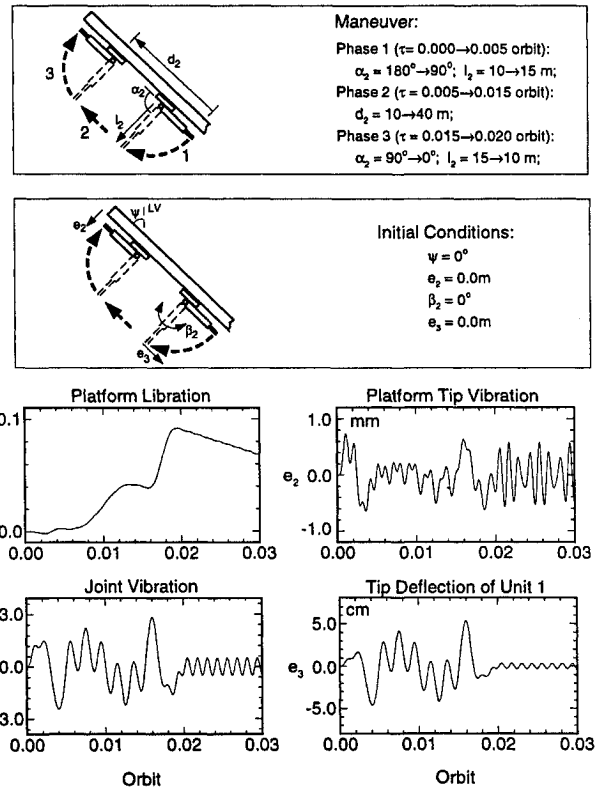 Maneuver:
Phase 1 (τ= 0.000→0.005 orbit):
α₂ = 180°→90°; l₂ = 10→15 m;
Phase 2 (τ = 0.005→0.015 orbit):
d₂ = 10→40 m;
Phase 3 (τ = 0.015→0.020 orbit):
α₂ = 90°→0°; l₂ = 15→10 m;
3
d₂
α₂
l₂
2
1
ψ LV
e₂
β₂
e₃
Initial Conditions:
ψ = 0°
e₂ = 0.0m
β₂ = 0°
e₃ = 0.0m
Platform Libration
0.1
0.0
0.00 0.01 0.02 0.03
Platform Tip Vibration
mm
1.0
e₂ 0.0
-1.0
0.00 0.01 0.02 0.03
Joint Vibration
3.0
0.0
3.0
0.00 0.01 0.02 0.03
Orbit
Tip Deflection of Unit 1
cm
5.0
e₃ 0.0
-5.0
0.00 0.01 0.02 0.03
Orbit